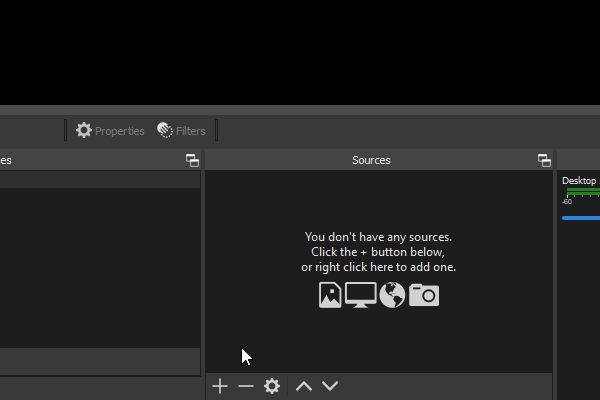 Properties
Filters
es
Sources
Desktop
-60
You don't have any sources.
Click the + button below,
or right click here to add one.